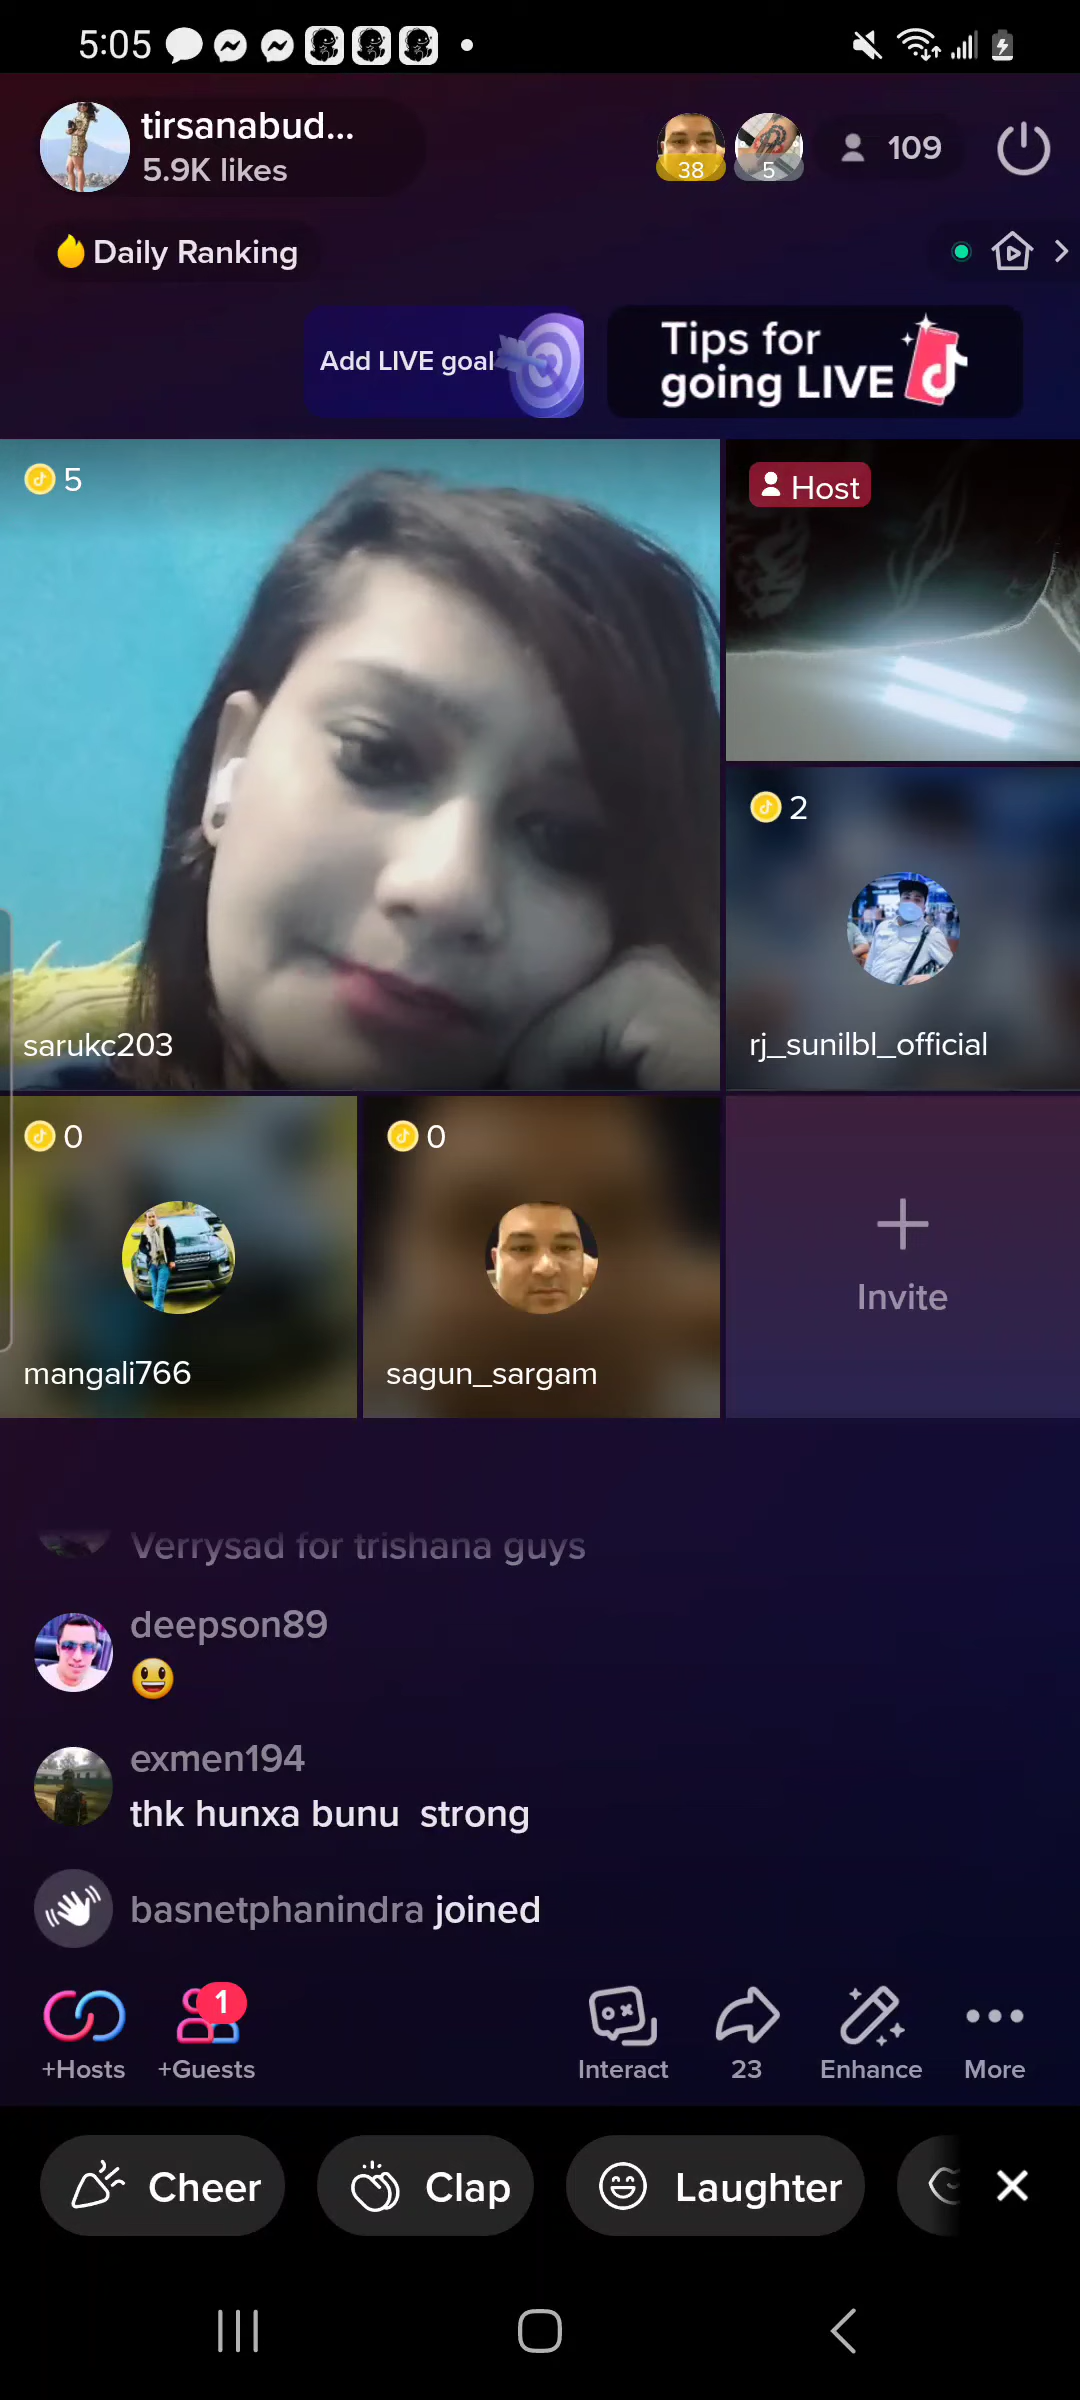 5:05
tirsanabud...
5.9K likes
38
5
109
Daily Ranking
Add LIVE goal
Tips for
going LIVE
5
Host
2
sarukc203
rj_sunilbl_official
0
0
Invite
mangali766
sagun_sargam
Verrysad for trishana guys
deepson89
exmen194
thk hunxa bunu strong
basnetphanindra joined
1
+Hosts
+Guests
Interact
23
Enhance
More
Cheer
Clap
Laughter